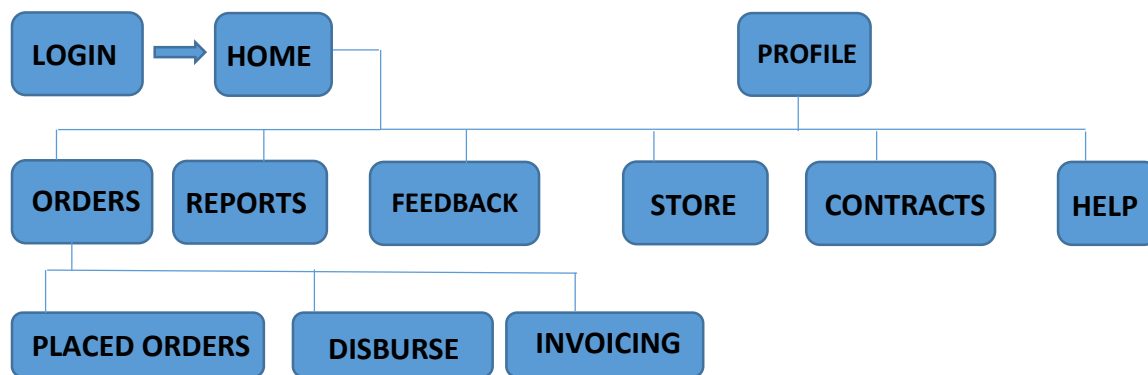 LOGIN
HOME
PROFILE
ORDERS
REPORTS
FEEDBACK
STORE
CONTRACTS
HELP
PLACED ORDERS
DISBURSE
INVOICING